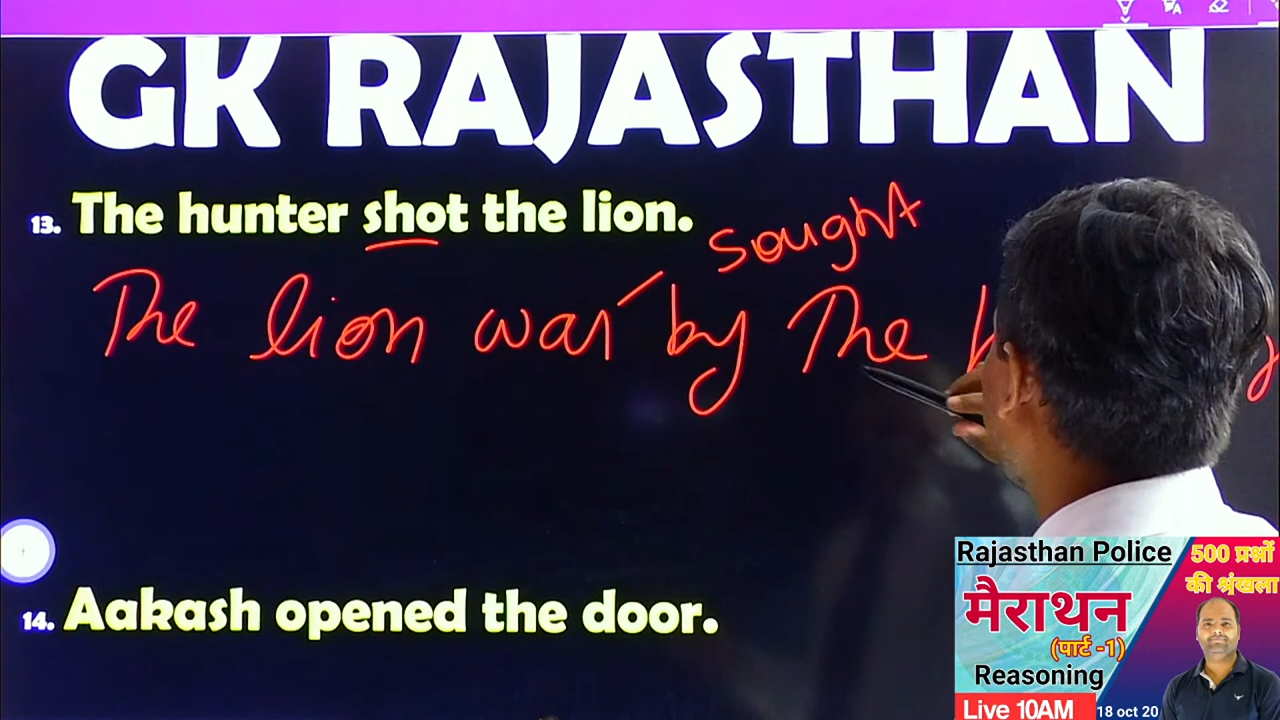 GK RAJASTHAN
13. The hunter shot the lion.
sought
The lion was by The
14. Aakash opened the door.
Rajasthan Police
500 प्रश्नों
की श्रृंखला
मैराथन
(पार्ट -1)
Reasoning
Live 10AM
18 oct 20